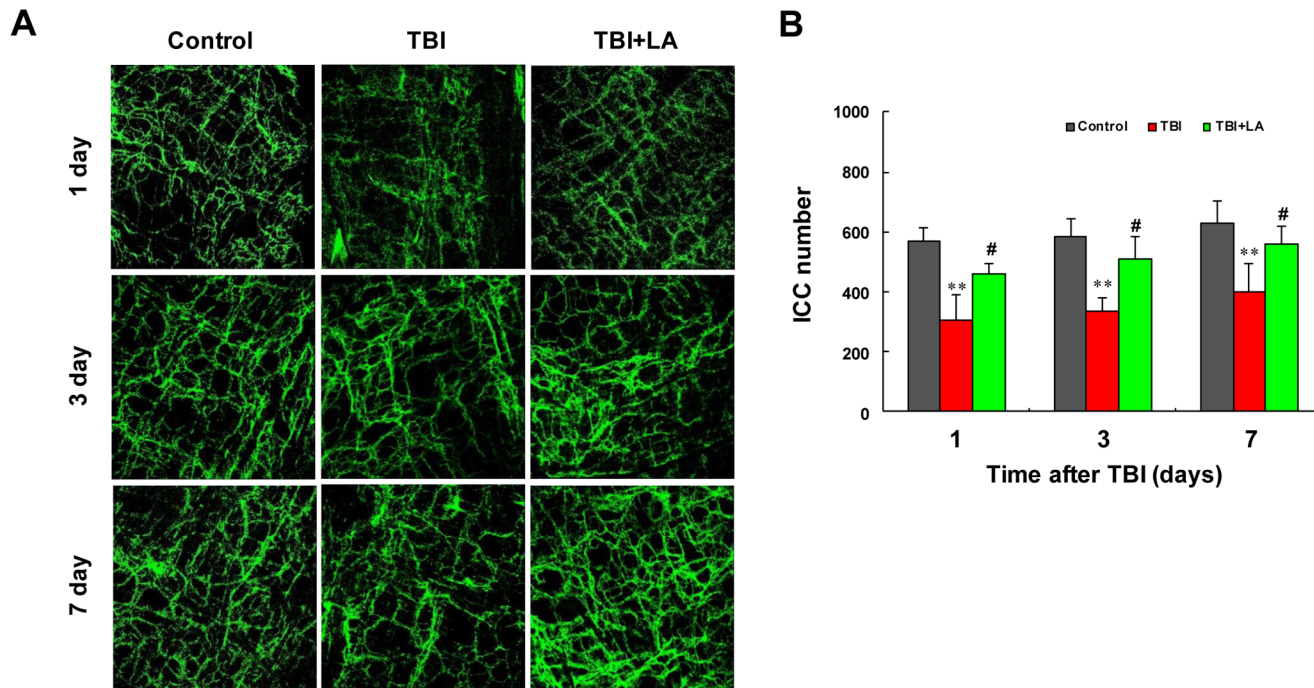 A
Control TBI TBI+LA
1 day
3 day
7 day
B
1000
800
600
400
200
0
ICC number
Control TBI TBI+LA
** #
** #
** #
1 3 7
Time after TBI (days)